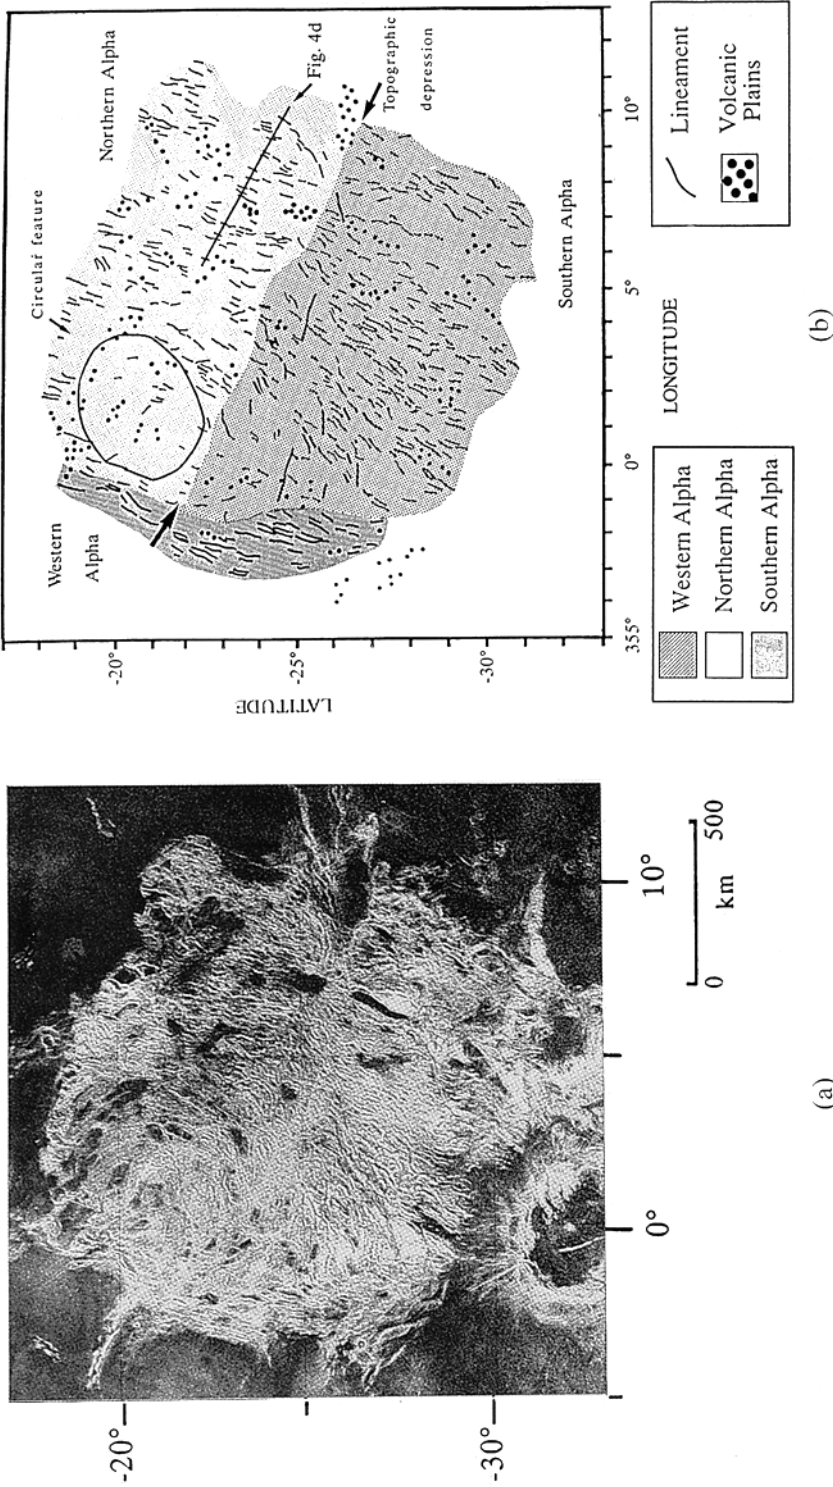 -20°
-30°
0°
10°
0 500
km
(a)
LATITUDE
-20°
-25°
-30°
355°
0°
5°
10°
LONGITUDE
Western
Alpha
Circular feature
Northern Alpha
Fig. 4d
Topographic
depression
Southern Alpha
Western Alpha
Northern Alpha
Southern Alpha
Lineament
Volcanic
Plains
(b)